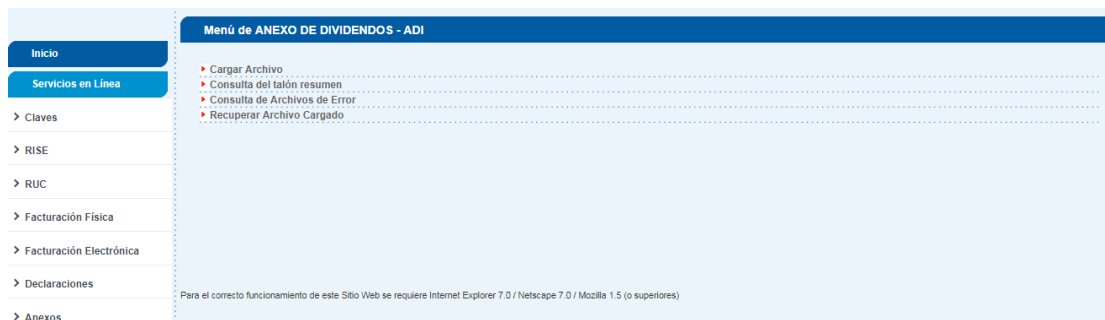 Menú de ANEXO DE DIVIDENDOS - ADI
Inicio
Servicios en Línea
Claves
RISE
RUC
Facturación Física
Facturación Electrónica
Declaraciones
Anexos
Cargar Archivo
Consulta del talón resumen
Consulta de Archivos de Error
Recuperar Archivo Cargado
Para el correcto funcionamiento de este Sitio Web se requiere Internet Explorer 7.0 / Netscape 7.0 / Mozilla 1.5 (o superiores)